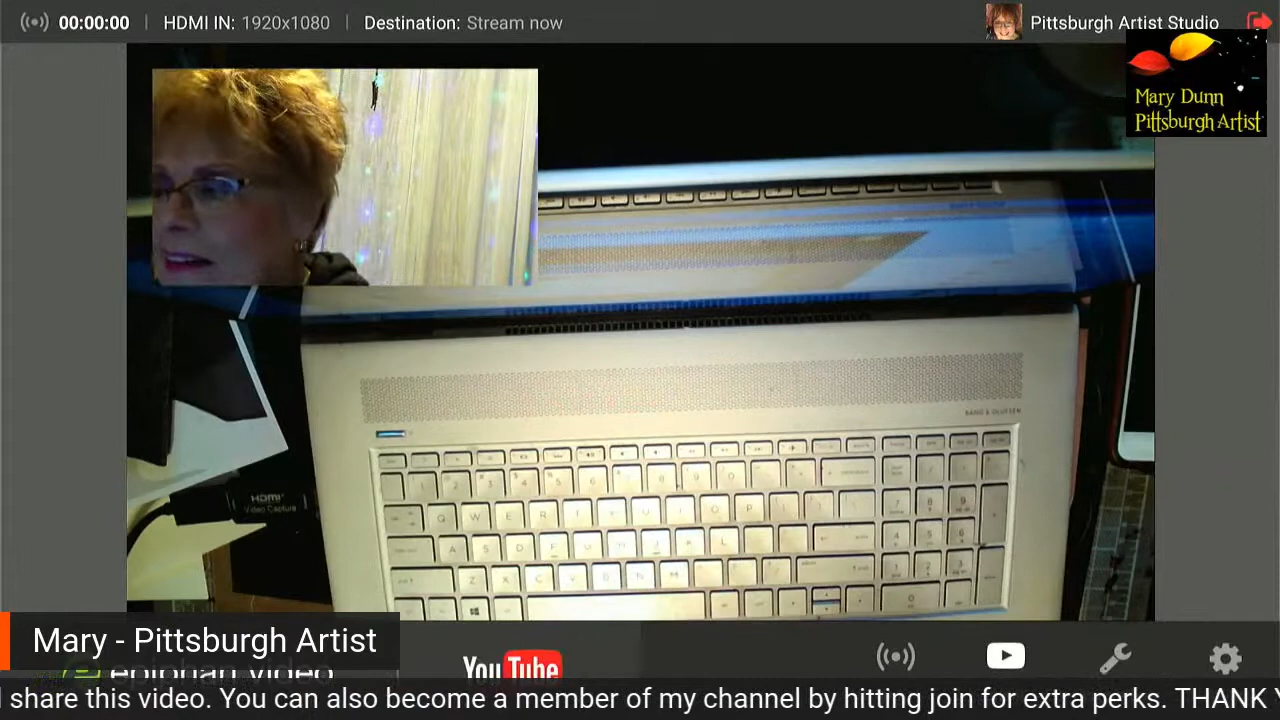 00:00:00 HDMI IN: 1920x1080 Destination: Stream now Pittsburgh Artist Studio
Mary Dunn
Pittsburgh Artist
BANG & OLUFSEN
HDMI
Video Capture
Q W E R T Y U I O P
A S D F G H J K L
Z X C V B N M
Mary - Pittsburgh Artist
epiphan video
YouTube
share this video. You can also become a member of my channel by hitting join for extra perks. THANK